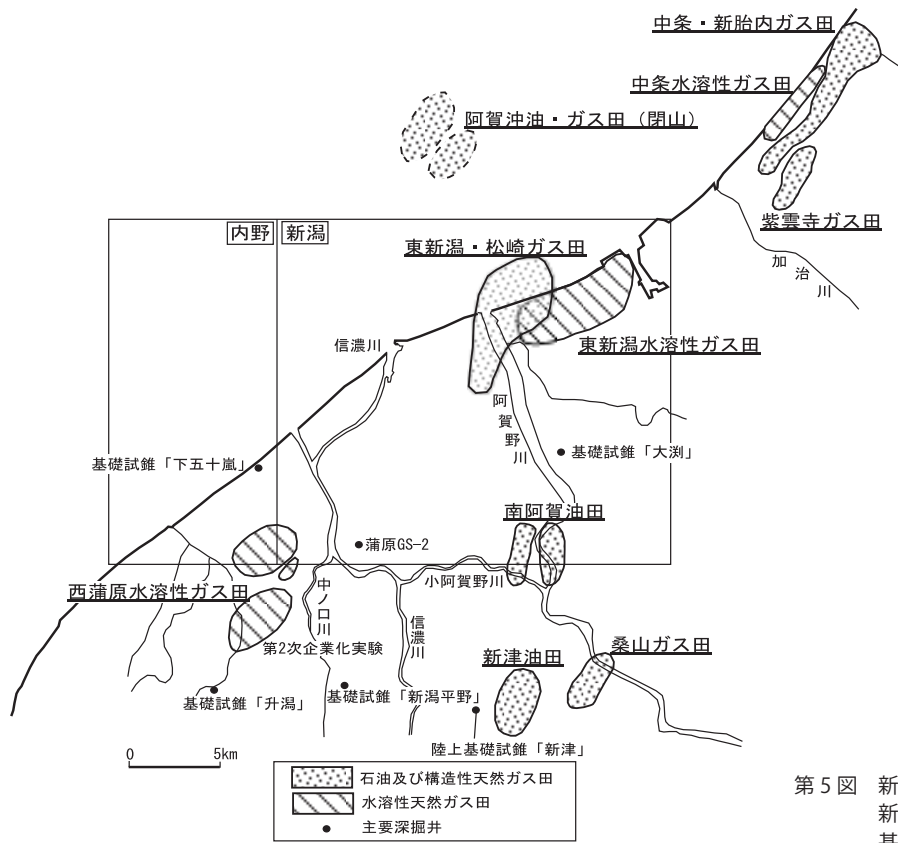 中条・新胎内ガス田
中条水溶性ガス田
阿賀沖油・ガス田（閉山）
紫雲寺ガス田
内野
新潟
東新潟・松崎ガス田
加治川
東新潟水溶性ガス田
信濃川
阿賀野川
基礎試錐「大渕」
基礎試錐「下五十嵐」
南阿賀油田
蒲原GS-2
小阿賀野川
西蒲原水溶性ガス田
中ノ口川
信濃川
第2次企業化実験
新津油田
桑山ガス田
基礎試錐「升潟」
基礎試錐「新潟平野」
陸上基礎試錐「新津」
0 5km
石油及び構造性天然ガス田
水溶性天然ガス田
主要深掘井
第5図 新
新